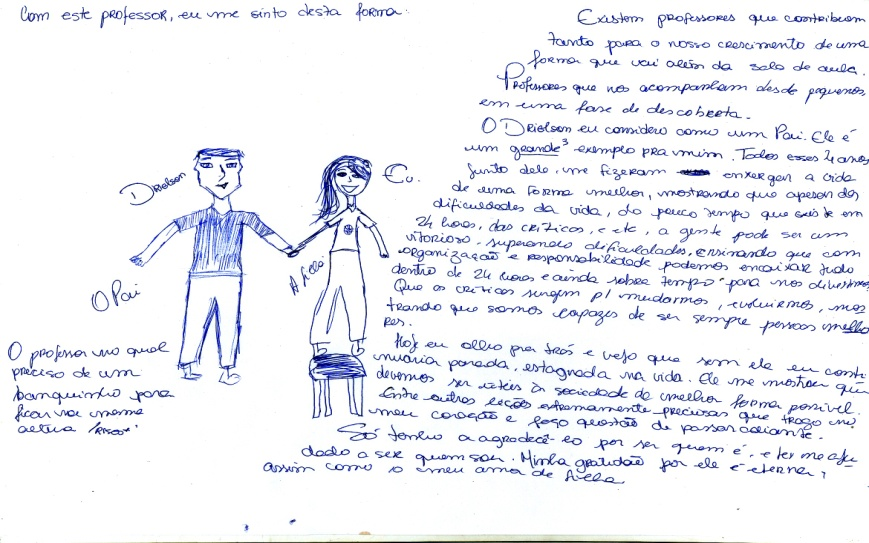 Com este professor, eu me sinto desta forma:
Existem professores que contribuem
tanto para o nosso crescimento de uma
forma que vai além da sala de aula.
Professores que nos acompanham desde pequenos,
em uma fase de descoberta.
O Drielson eu considero como um Pai. Ele é
um grande³ exemplo pra mim. Todos esses 4 anos
junto dele, me fizeram enxergar a vida
de uma forma melhor, mostrando que apesar das
dificuldades da vida, do pouco tempo que existe em
24 horas, das críticas, e etc, a gente pode ser um
vitorioso. superando dificuldades, ensinando que com
organização e responsabilidade podemos encaixar tudo
dentro de 24 horas e ainda sobra tempo para nos divertirmos
Que as críticas surgem p/ mudarmos, evoluirmos, mos
trando que somos capazes de ser sempre pessoas melho
res.
Hoje eu olho pra trás e vejo que sem ele eu conti
nuaria parada, estagnada na vida. Ele me mostrou que
devemos ser úteis à sociedade da melhor forma possível.
Entre outras lições extremamente preciosas que trago no
meu coração e faço questão de passar adiante.
Só tenho a agradecê-lo por ser quem é, e ter me aju
dado a ser quem sou. Minha gratidão por ele é eterna,
assim como o meu amor de filha
Drielson
Eu.
O Pai
A filha
O professor no qual
preciso de um
banquinho para
ficar na mesma
altura /risos/.